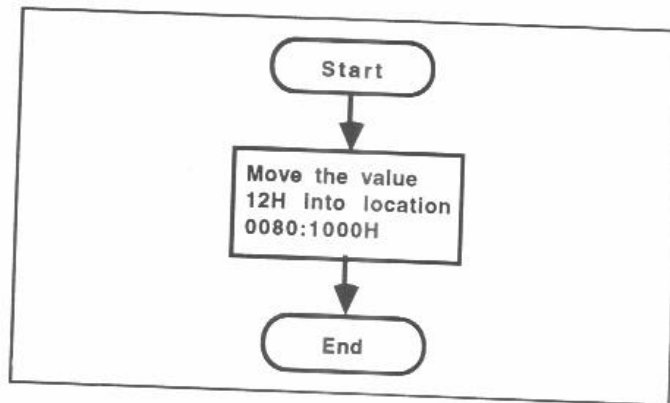 Start
Move the value
12H into location
0080:1000H
End